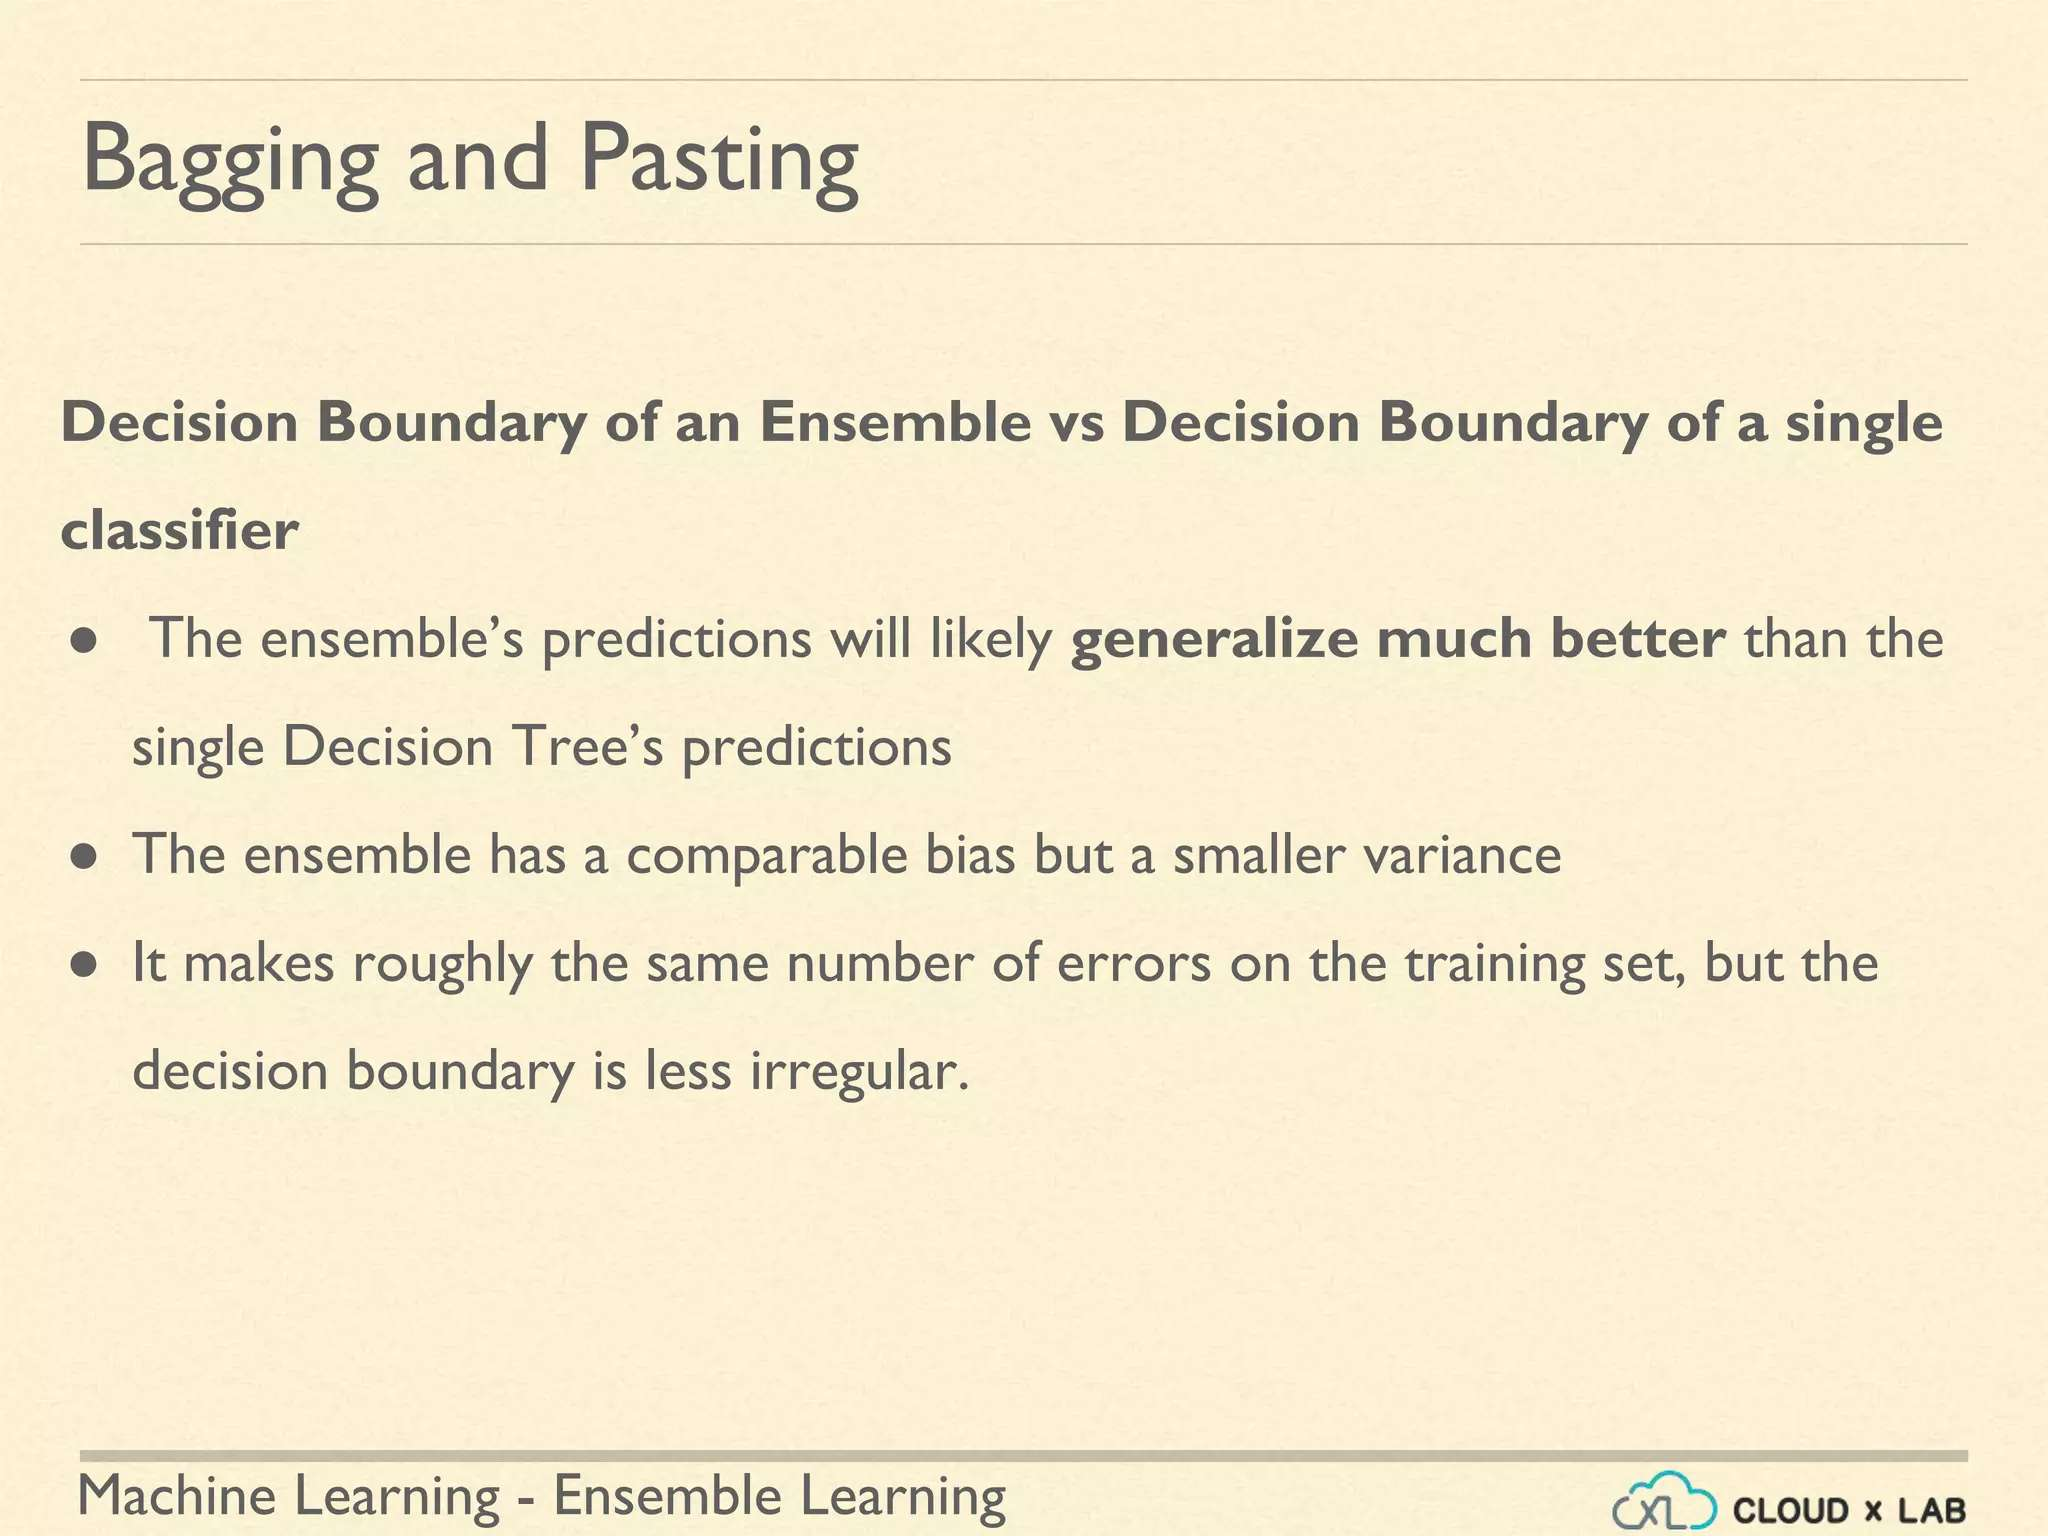 Bagging and Pasting
Decision Boundary of an Ensemble vs Decision Boundary of a single
classifier
● The ensemble’s predictions will likely generalize much better than the
single Decision Tree’s predictions
● The ensemble has a comparable bias but a smaller variance
● It makes roughly the same number of errors on the training set, but the
decision boundary is less irregular.
Machine Learning - Ensemble Learning
XL CLOUD x LAB